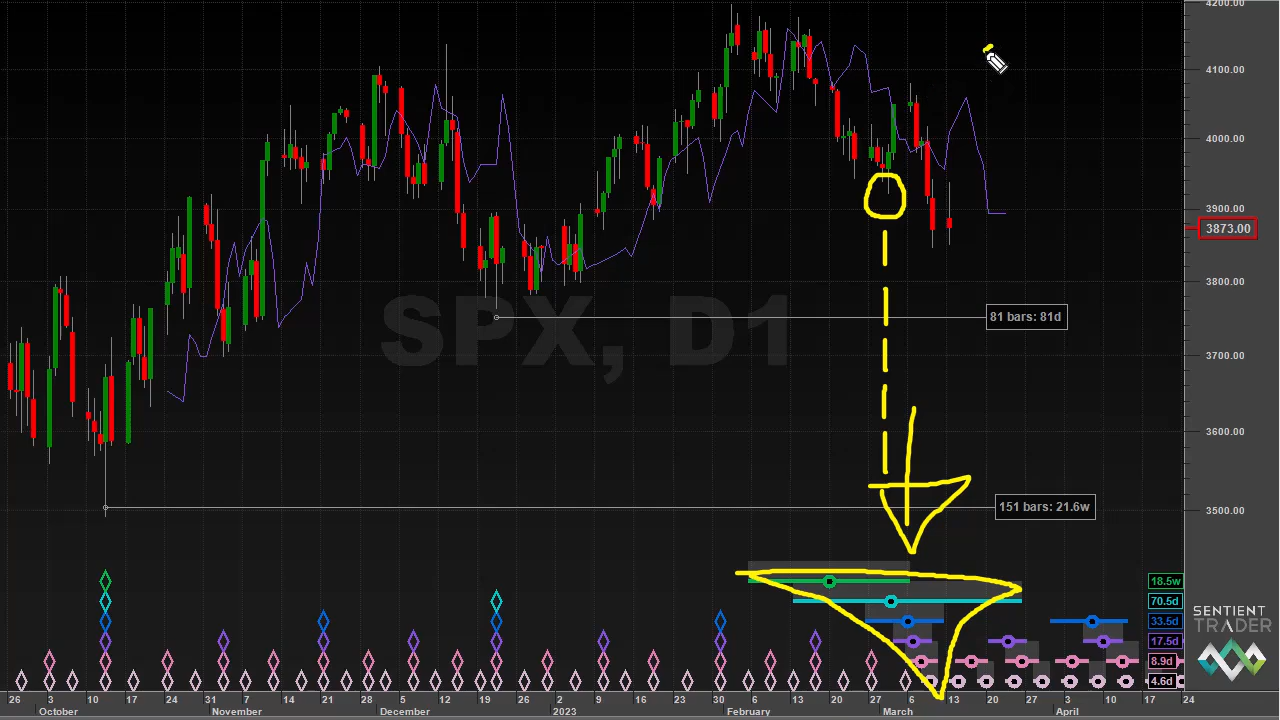 4200.00
4100.00
4000.00
3900.00
3873.00
3800.00
SPX, D1
81 bars: 81d
3700.00
3600.00
151 bars: 21.6w
3500.00
18.5w
70.5d
33.5d
17.5d
8.9d
4.6d
SENTIENT
TRADER
26 3 10 17 24 31 7 14 21 28 5 12 19 26 2 9 16 23 30 6 13 20 27 6 13 20 27 3 10 17 24
October November December 2023 February March April